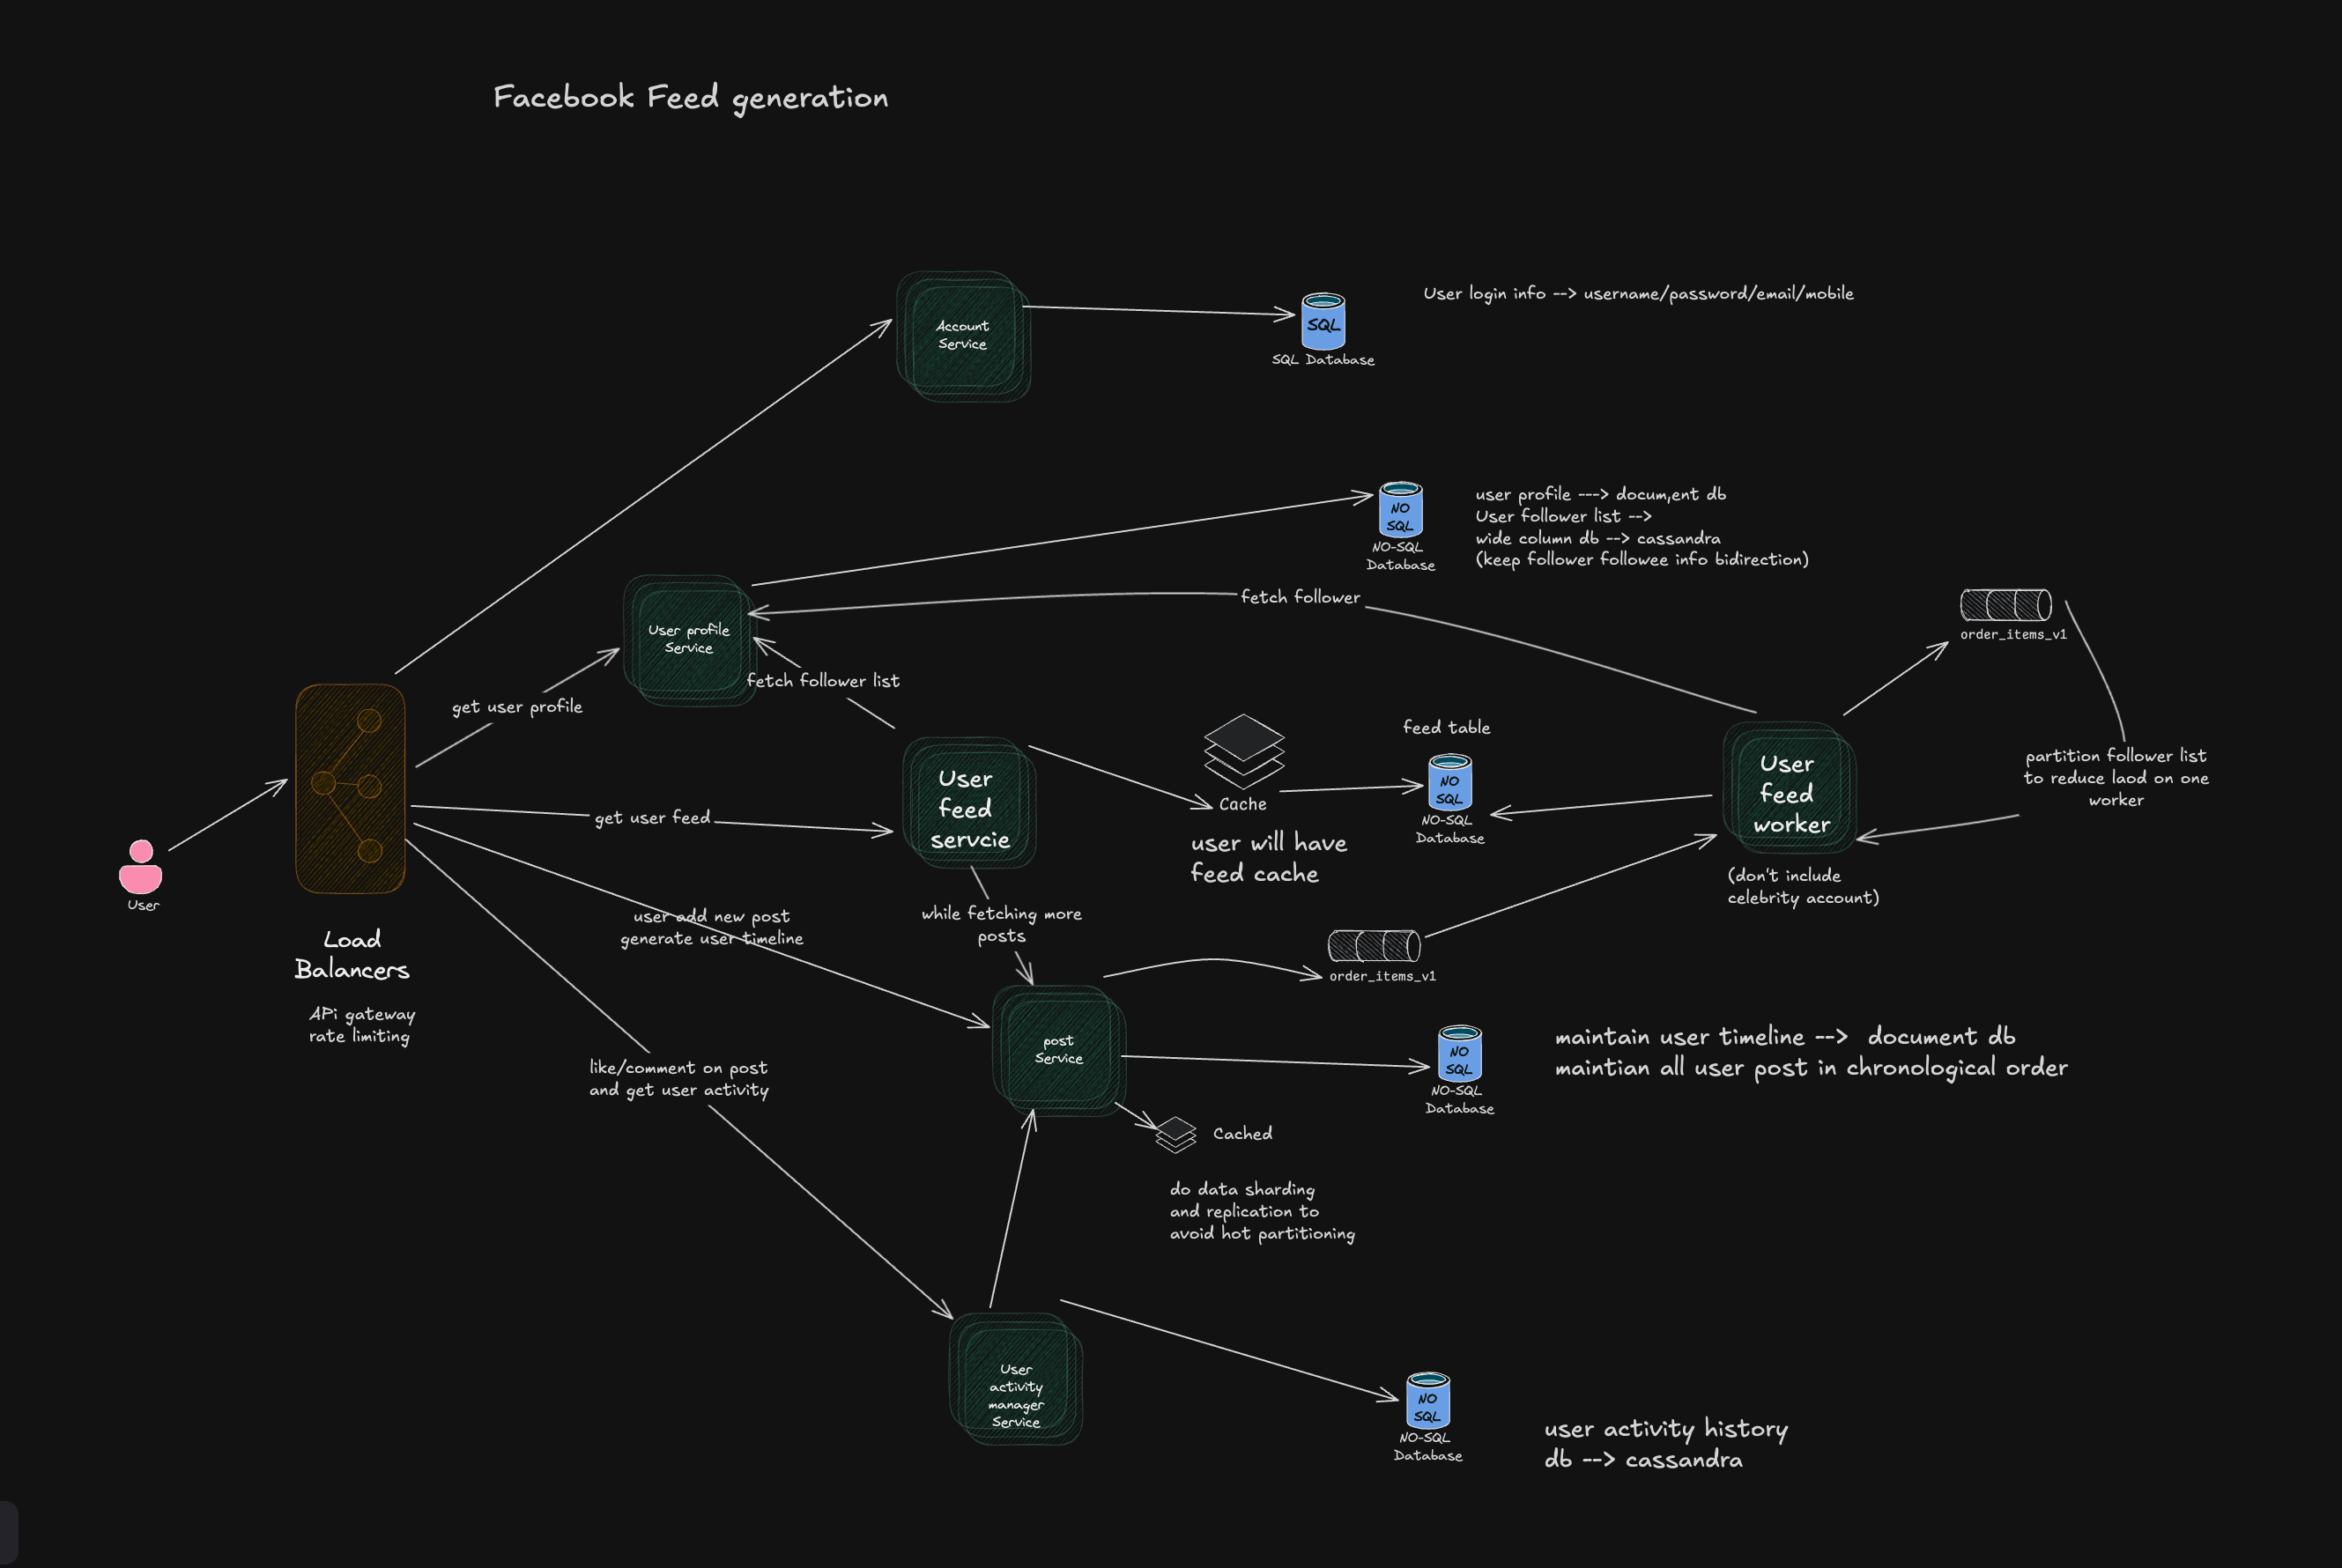 Facebook Feed generation
Account
Service
SQL
SQL Database
User login info --> username/password/email/mobile
NO
SQL
NO-SQL
Database
user profile ---> docum,ent db
User follower list -->
wide column db --> cassandra
(keep follower followee info bidirection)
fetch follower
order_items_v1
User profile
Service
fetch follower list
get user profile
feed table
NO
SQL
NO-SQL
Database
Cache
user will have
feed cache
User
feed
servcie
get user feed
User
feed
worker
(don't include
celebrity account)
partition follower list
to reduce laod on one
worker
User
Load
Balancers
APi gateway
rate limiting
user add new post
generate user timeline
while fetching more
posts
order_items_v1
post
Service
NO
SQL
NO-SQL
Database
maintain user timeline --> document db
maintian all user post in chronological order
like/comment on post
and get user activity
Cached
do data sharding
and replication to
avoid hot partitioning
User
activity
manager
Service
NO
SQL
NO-SQL
Database
user activity history
db --> cassandra